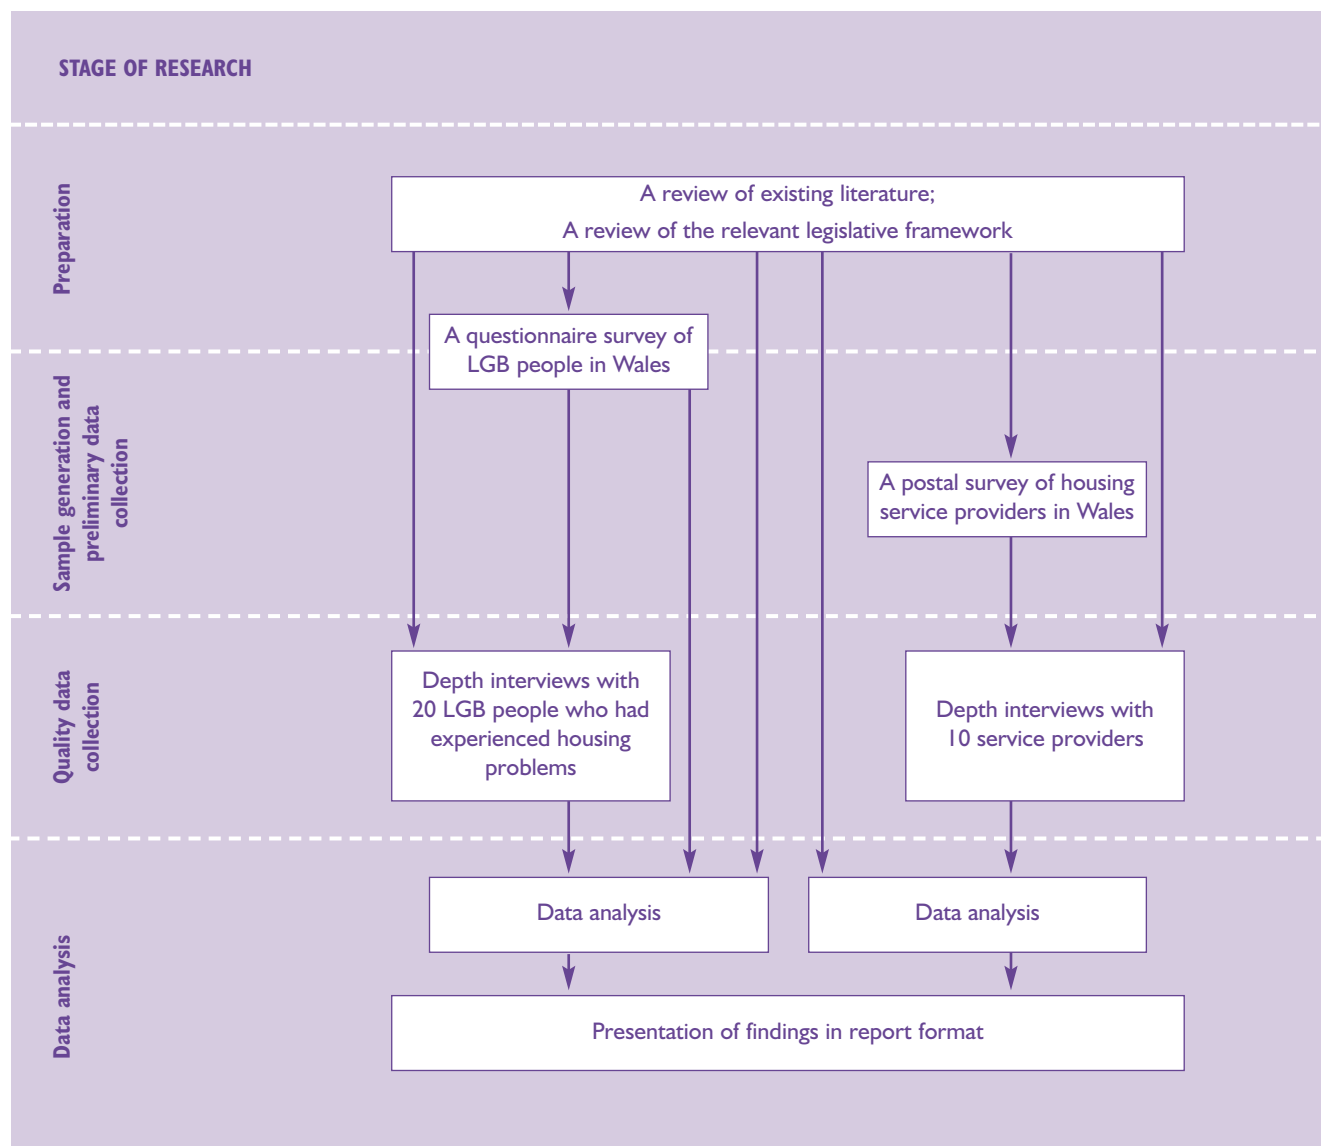 STAGE OF RESEARCH
Preparation
A review of existing literature;
A review of the relevant legislative framework
A questionnaire survey of
LGB people in Wales
Sample generation and
preliminary data
collection
A postal survey of housing
service providers in Wales
Quality data
collection
Depth interviews with
20 LGB people who had
experienced housing
problems
Depth interviews with
10 service providers
Data analysis
Data analysis
Data analysis
Presentation of findings in report format